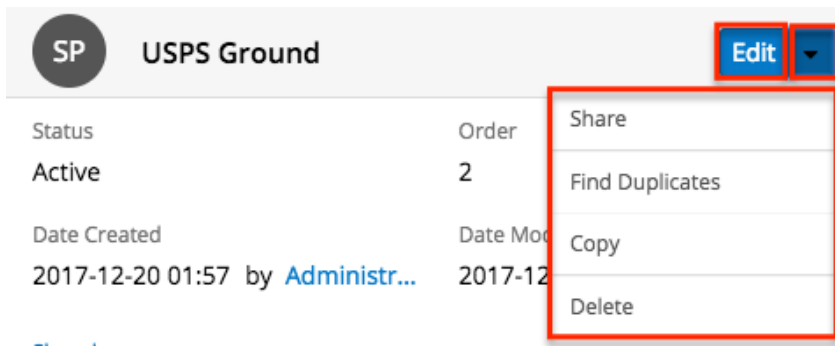 SP USPS Ground Edit
Share
Status Order
Active 2
Find Duplicates
Date Created Date Mod
Copy
2017-12-20 01:57 by Administr... 2017-12
Delete